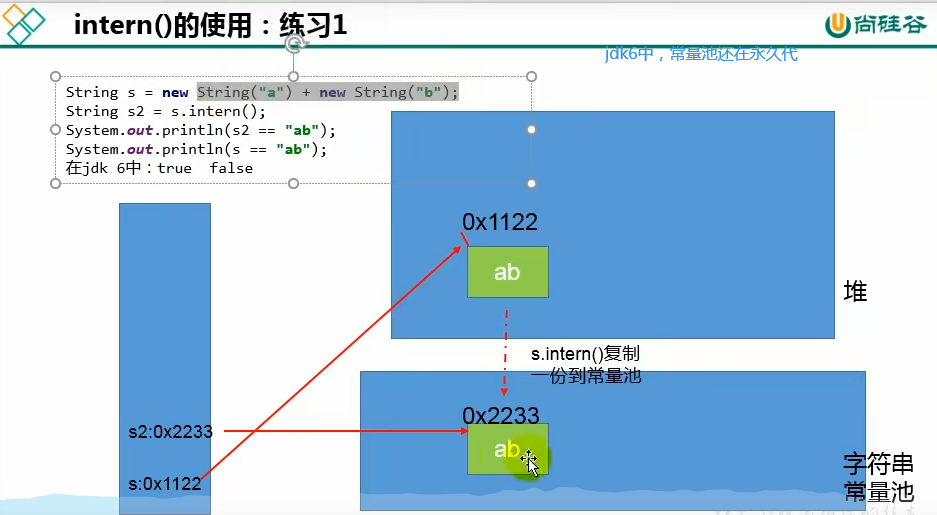 intern()的使用：练习1
尚硅谷
jdk6中，常量池还在永久代
String s = new String("a") + new String("b");
String s2 = s.intern();
System.out.println(s2 == "ab");
System.out.println(s == "ab");
在jdk 6中：true  false
0x1122
ab
堆
s.intern()复制
一份到常量池
0x2233
ab
s2:0x2233
s:0x1122
字符串
常量池